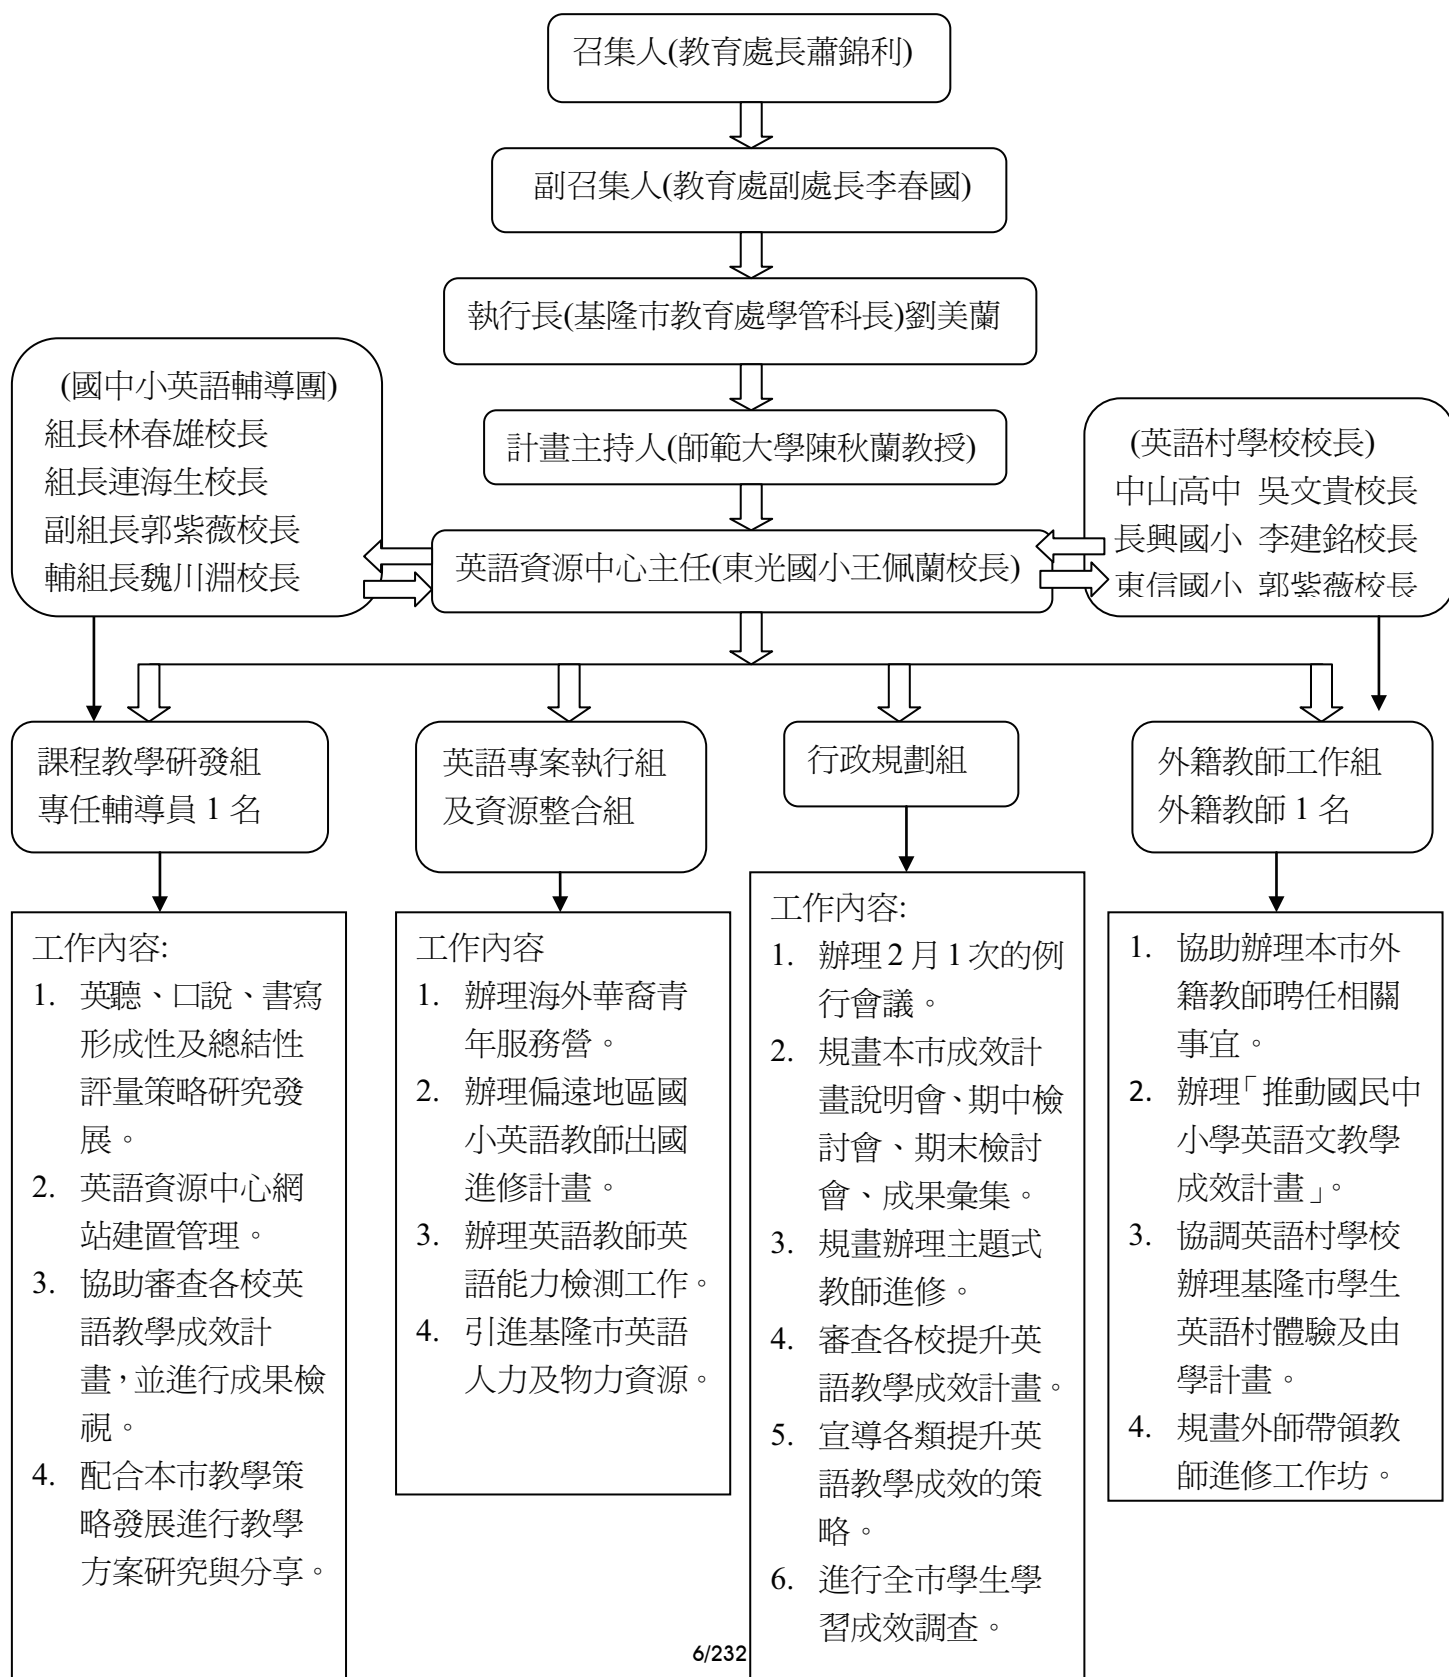 召集人(教育處長蕭錦利)
副召集人(教育處副處長李春國)
執行長(基隆市教育處學管科長)劉美蘭
(國中小英語輔導團)
組長林春雄校長
組長連海生校長
副組長郭紫薇校長
輔組長魏川淵校長
計畫主持人(師範大學陳秋蘭教授)
(英語村學校校長)
中山高中 吳文貴校長
長興國小 李建銘校長
東信國小 郭紫薇校長
英語資源中心主任(東光國小王佩蘭校長)
課程教學研發組
專任輔導員 1 名
英語專案執行組
及資源整合組
行政規劃組
外籍教師工作組
外籍教師 1 名
工作內容:
1. 英聽、口說、書寫
形成性及總結性
評量策略研究發
展。
2. 英語資源中心網
站建置管理。
3. 協助審查各校英
語教學成效計
畫,並進行成果檢
視。
4. 配合本市教學策
略發展進行教學
方案研究與分享。
工作內容
1. 辦理海外華裔青
年服務營。
2. 辦理偏遠地區國
小英語教師出國
進修計畫。
3. 辦理英語教師英
語能力檢測工作。
4. 引進基隆市英語
人力及物力資源。
工作內容:
1. 辦理 2 月 1 次的例
行會議。
2. 規畫本市成效計
畫說明會、期中檢
討會、期末檢討
會、成果彙集。
3. 規畫辦理主題式
教師進修。
4. 審查各校提升英
語教學成效計畫。
5. 宣導各類提升英
語教學成效的策
略。
6. 進行全市學生學
習成效調查。
1. 協助辦理本市外
籍教師聘任相關
事宜。
2. 辦理「推動國民中
小學英語文教學
成效計畫」。
3. 協調英語村學校
辦理基隆市學生
英語村體驗及由
學計畫。
4. 規畫外師帶領教
師進修工作坊。
6/232